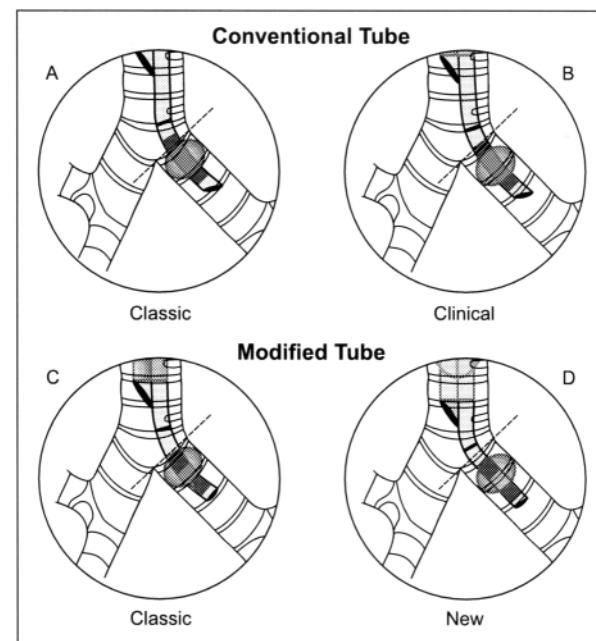 Conventional Tube
A
B
Classic
Clinical
Modified Tube
C
D
Classic
New